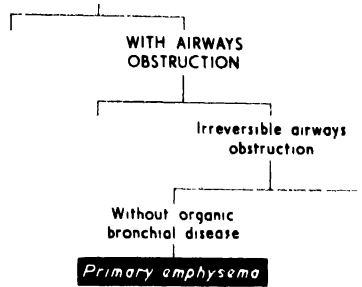 WITH AIRWAYS
OBSTRUCTION
Irreversible airways
obstruction
Without organic
bronchial disease
Primary emphysema